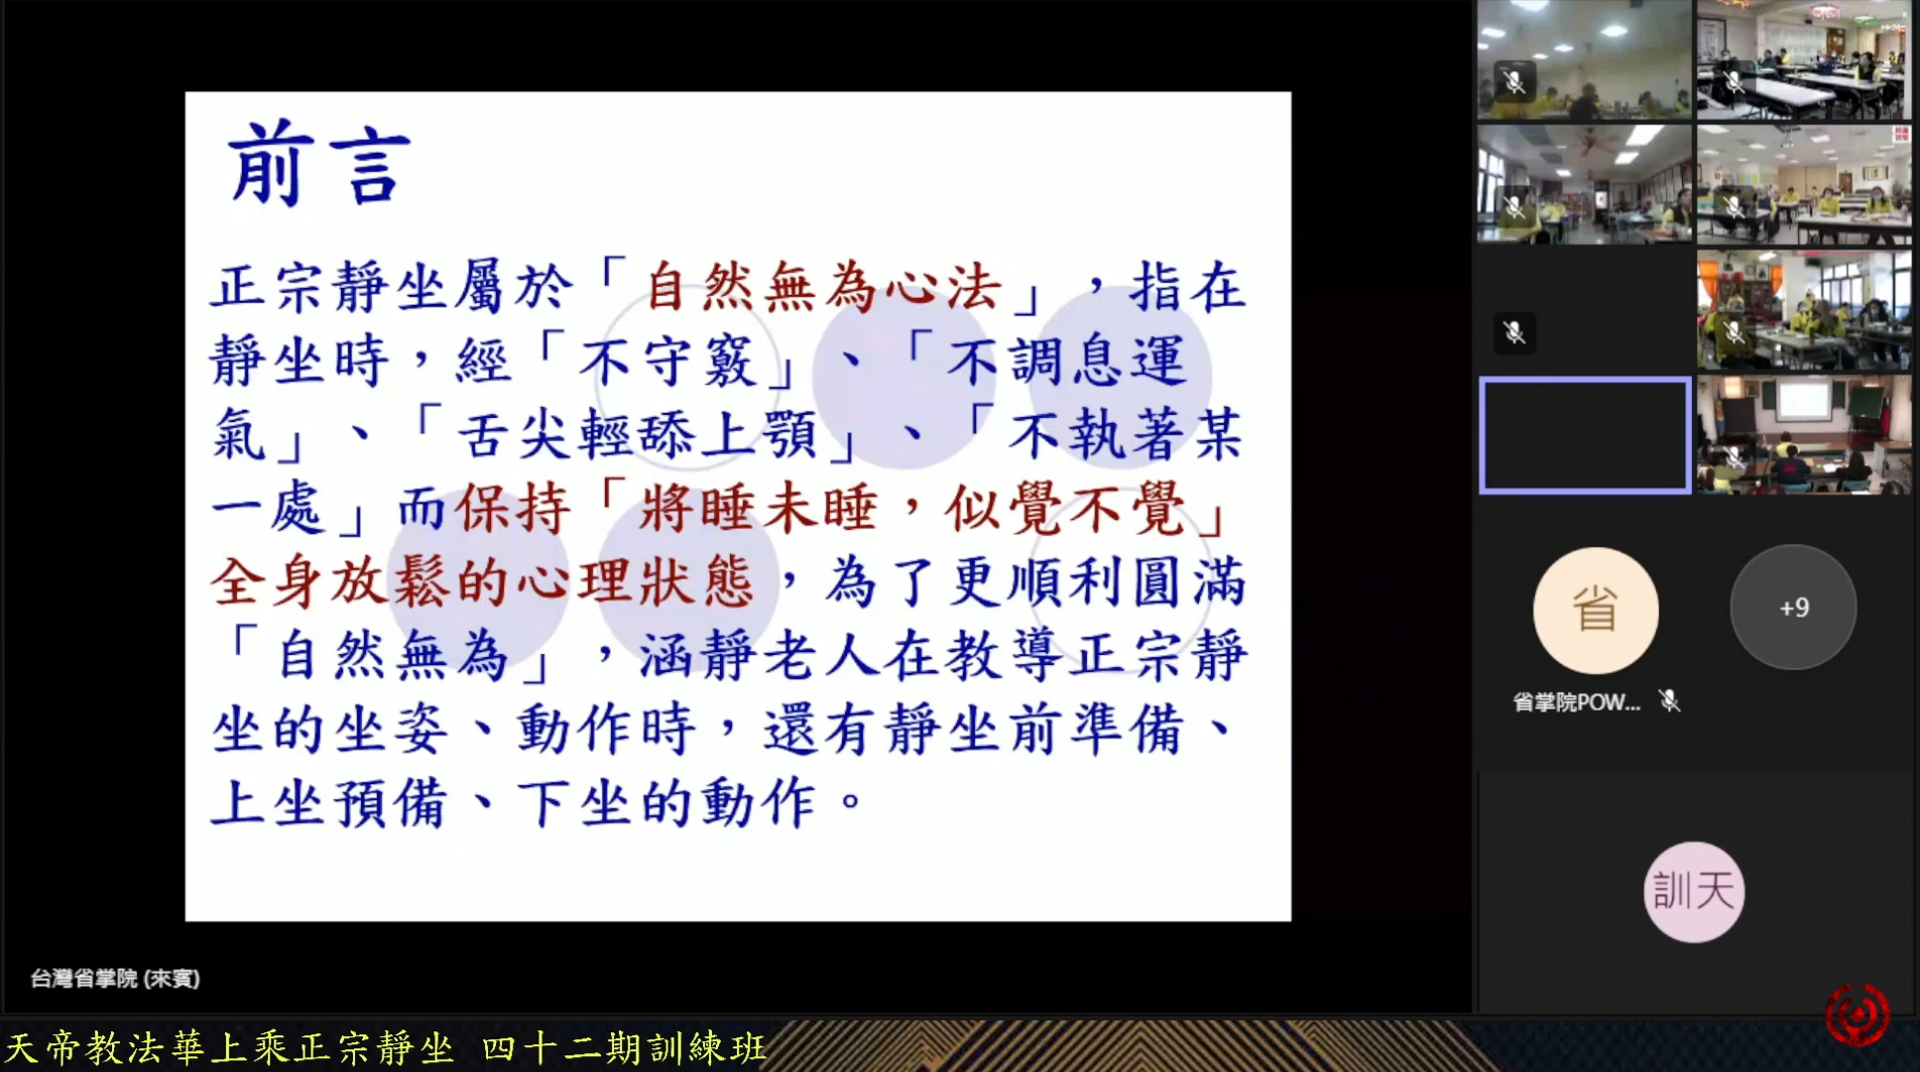 前言
正宗靜坐屬於「自然無為心法」，指在
靜坐時，經「不守竅」、「不調息運
氣」、「舌尖輕舔上顎」、「不執著某
一處」而保持「將睡未睡，似覺不覺」
全身放鬆的心理狀態，為了更順利圓滿
「自然無為」，涵靜老人在教導正宗靜
坐的坐姿、動作時，還有靜坐前準備、
上坐預備、下坐的動作。
省
+9
省掌院POW...
訓天
台灣省掌院 (來賓)
天帝教法華上乘正宗靜坐 四十二期訓練班